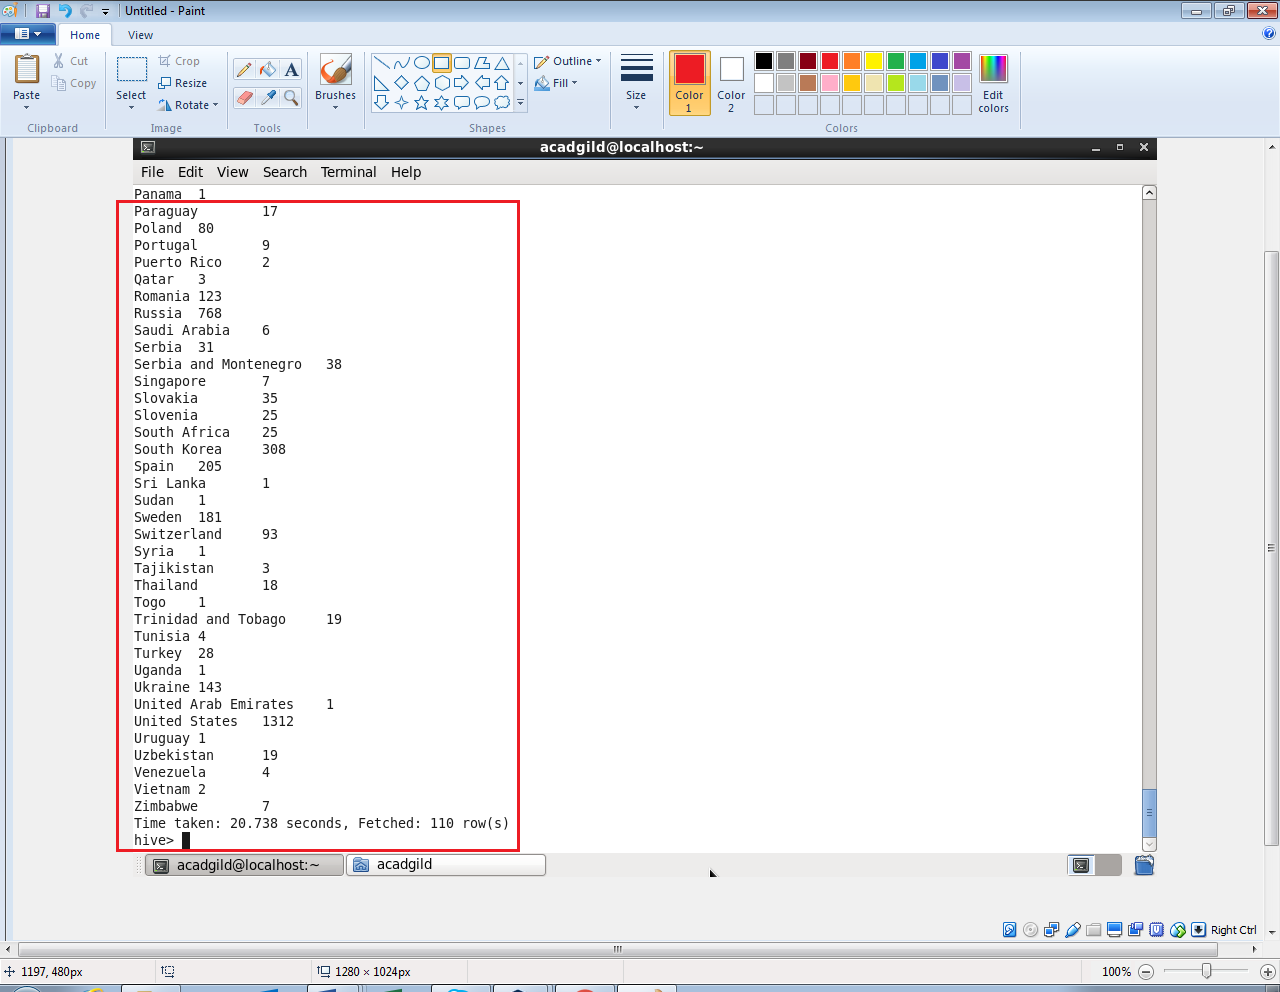 Untitled - Paint
Home View
Paste
Cut
Copy
Clipboard
Select
Crop
Resize
Rotate
Image
Tools
Brushes
Outline
Fill
Shapes
Size
Color 1
Color 2
Edit colors
Colors
acadgild@localhost:~
File Edit View Search Terminal Help
Panama 1
Paraguay 17
Poland 80
Portugal 9
Puerto Rico 2
Qatar 3
Romania 123
Russia 768
Saudi Arabia 6
Serbia 31
Serbia and Montenegro 38
Singapore 7
Slovakia 35
Slovenia 25
South Africa 25
South Korea 308
Spain 205
Sri Lanka 1
Sudan 1
Sweden 181
Switzerland 93
Syria 1
Tajikistan 3
Thailand 18
Togo 1
Trinidad and Tobago 19
Tunisia 4
Turkey 28
Uganda 1
Ukraine 143
United Arab Emirates 1
United States 1312
Uruguay 1
Uzbekistan 19
Venezuela 4
Vietnam 2
Zimbabwe 7
Time taken: 20.738 seconds, Fetched: 110 row(s)
hive>
acadgild@localhost:~ acadgild
Right Ctrl
1197, 480px 1280 × 1024px 100%